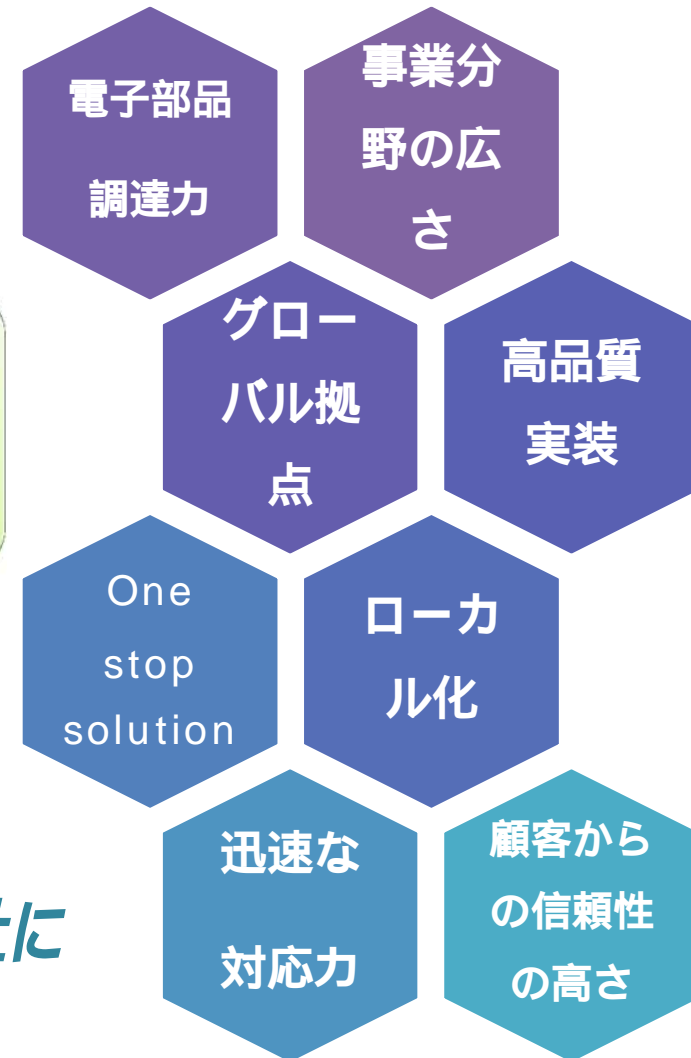 電子部品
調達力
事業分
野の広
さ
グロー
バル拠
点
高品質
実装
One
stop
solution
ローカ
ル化
迅速な
対応力
顧客から
の信頼性
の高さ
に